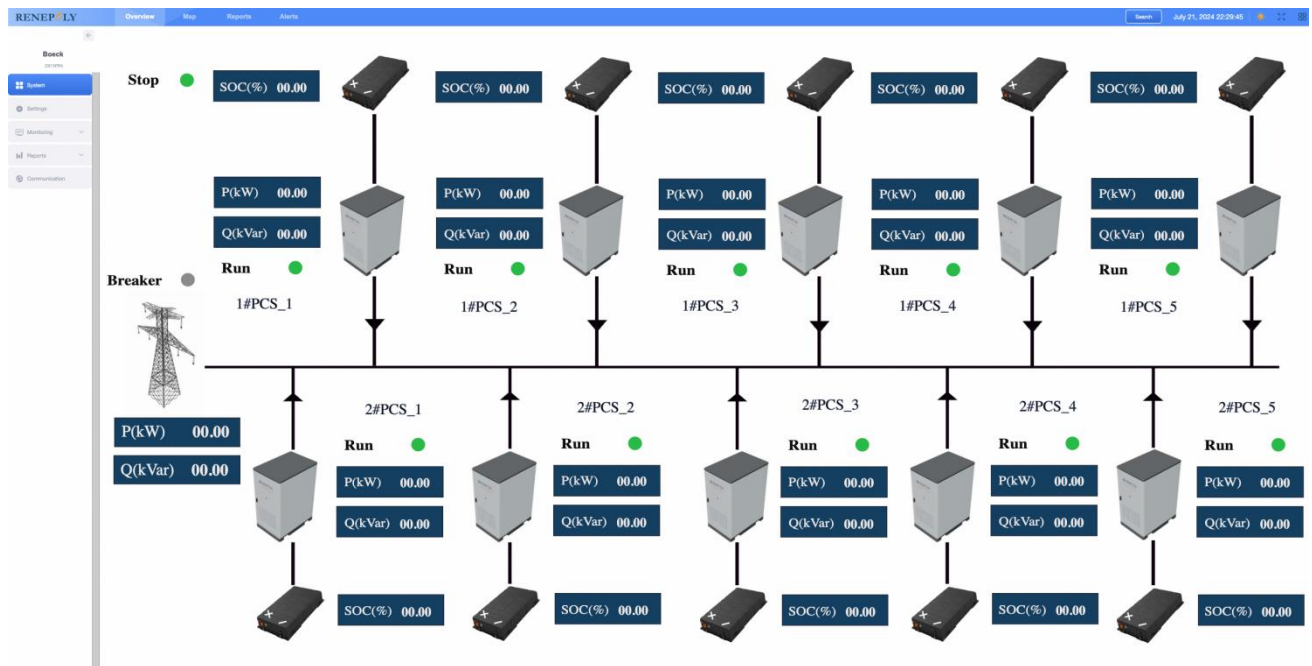 RENEPOLY Overview Map Reports Alerts Search July 21, 2024 22:29:45
Boeck
System
Settings
Monitoring
Reports
Communication
Stop SOC(%) 00.00 SOC(%) 00.00 SOC(%) 00.00 SOC(%) 00.00 SOC(%) 00.00
P(kW) 00.00 P(kW) 00.00 P(kW) 00.00 P(kW) 00.00 P(kW) 00.00
Q(kVar) 00.00 Q(kVar) 00.00 Q(kVar) 00.00 Q(kVar) 00.00 Q(kVar) 00.00
Run Run Run Run Run
Breaker
1#PCS_1 1#PCS_2 1#PCS_3 1#PCS_4 1#PCS_5
2#PCS_1 2#PCS_2 2#PCS_3 2#PCS_4 2#PCS_5
P(kW) 00.00
Q(kVar) 00.00
Run Run Run Run Run
P(kW) 00.00 P(kW) 00.00 P(kW) 00.00 P(kW) 00.00 P(kW) 00.00
Q(kVar) 00.00 Q(kVar) 00.00 Q(kVar) 00.00 Q(kVar) 00.00 Q(kVar) 00.00
SOC(%) 00.00 SOC(%) 00.00 SOC(%) 00.00 SOC(%) 00.00 SOC(%) 00.00